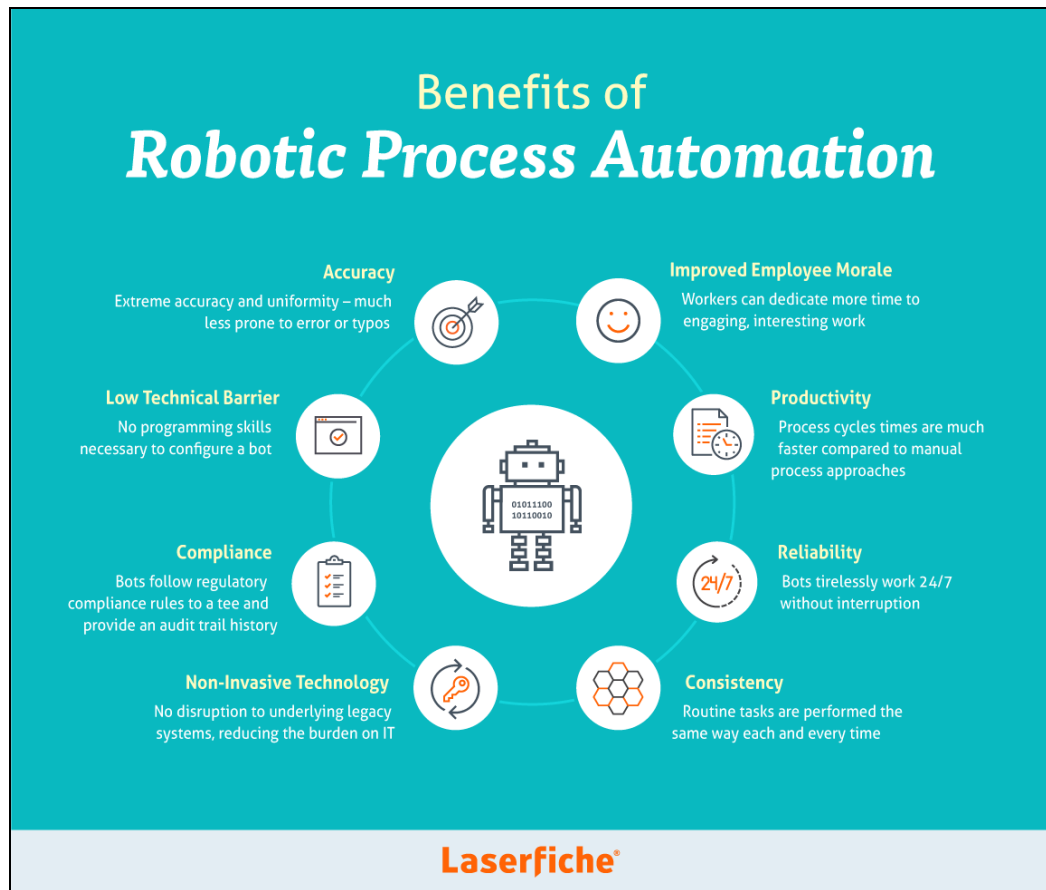 Benefits of
Robotic Process Automation
Accuracy
Extreme accuracy and uniformity – much
less prone to error or typos
Improved Employee Morale
Workers can dedicate more time to
engaging, interesting work
Low Technical Barrier
No programming skills
necessary to configure a bot
Productivity
Process cycles times are much
faster compared to manual
process approaches
01011100
10110010
Compliance
Bots follow regulatory
compliance rules to a tee and
provide an audit trail history
24/7
Reliability
Bots tirelessly work 24/7
without interruption
Non-Invasive Technology
No disruption to underlying legacy
systems, reducing the burden on IT
Consistency
Routine tasks are performed the
same way each and every time
Laserfiche®